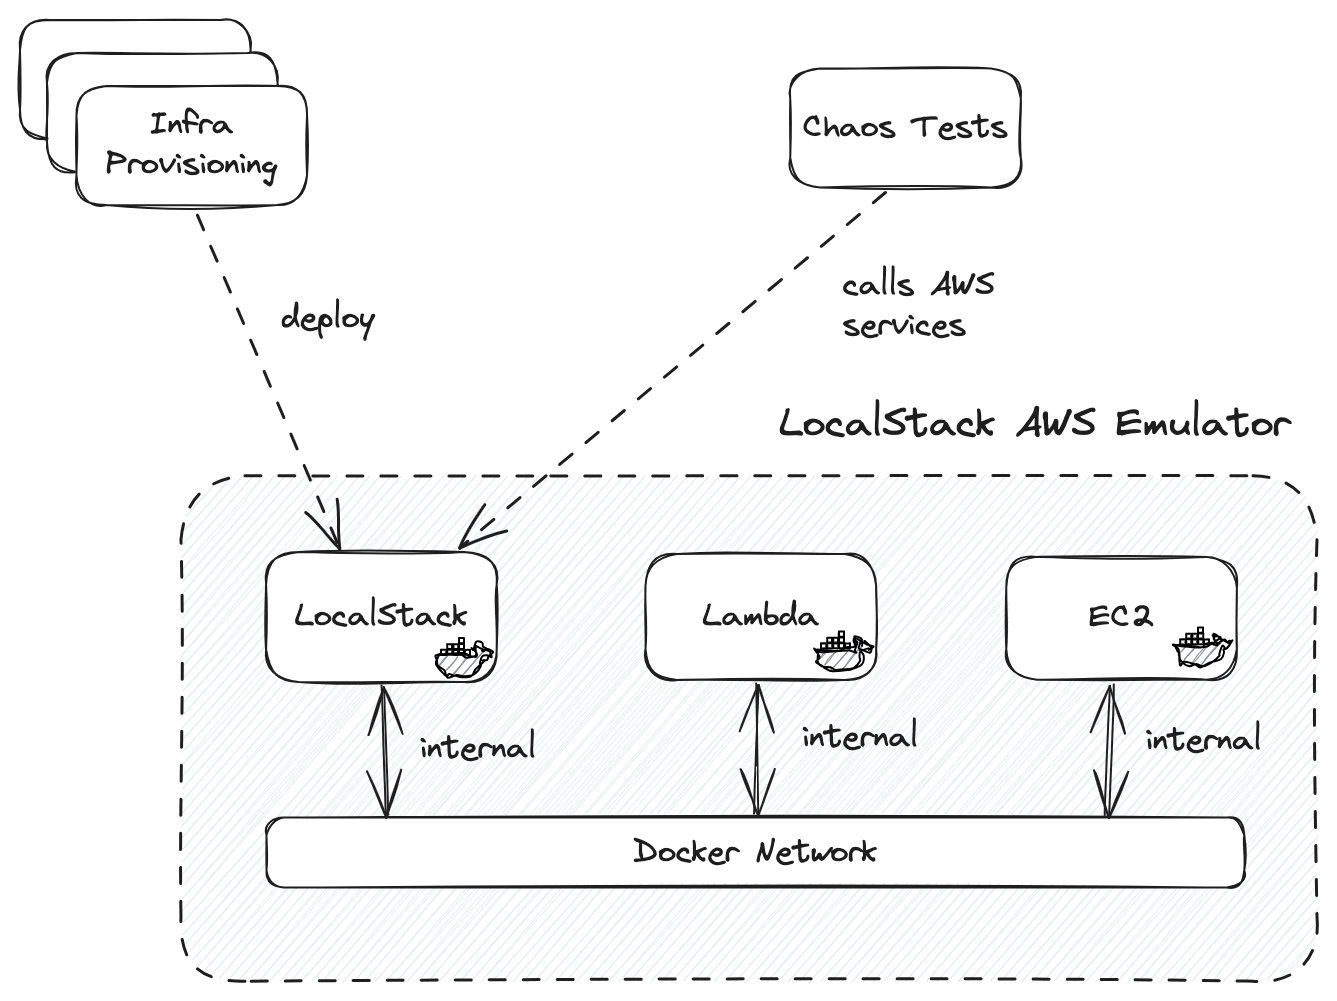 Infra
Provisioning
Chaos Tests
deploy
calls AWS
services
LocalStack AWS Emulator
LocalStack
Lambda
EC2
internal
internal
internal
Docker Network